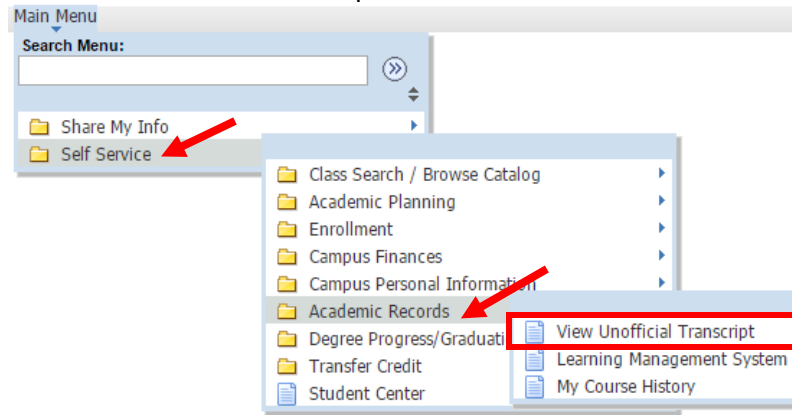 Main Menu
Search Menu:
Share My Info
Self Service
Class Search / Browse Catalog
Academic Planning
Enrollment
Campus Finances
Campus Personal Information
Academic Records
Degree Progress/Graduati
Transfer Credit
Student Center
View Unofficial Transcript
Learning Management System
My Course History